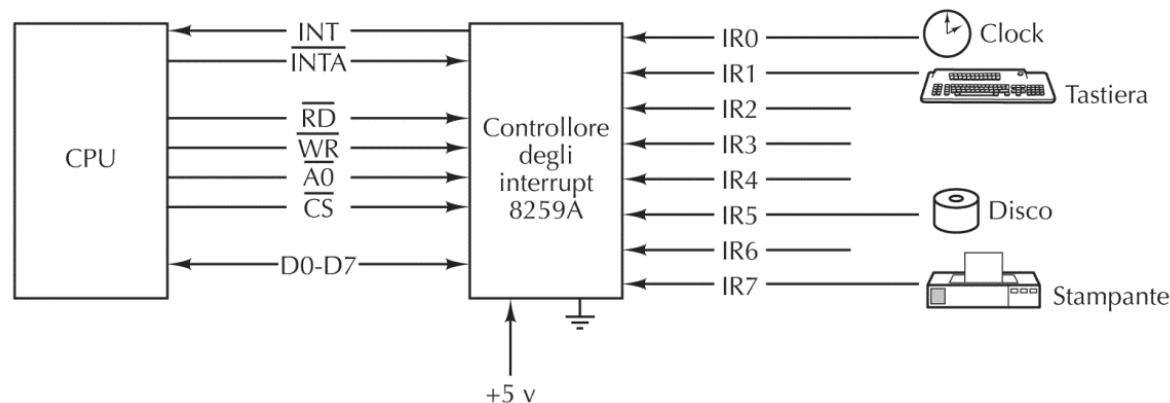 CPU
INT
INTA
RD
WR
A0
CS
D0-D7
Controllore
degli
interrupt
8259A
+5 v
IR0
IR1
IR2
IR3
IR4
IR5
IR6
IR7
Clock
Tastiera
Disco
Stampante